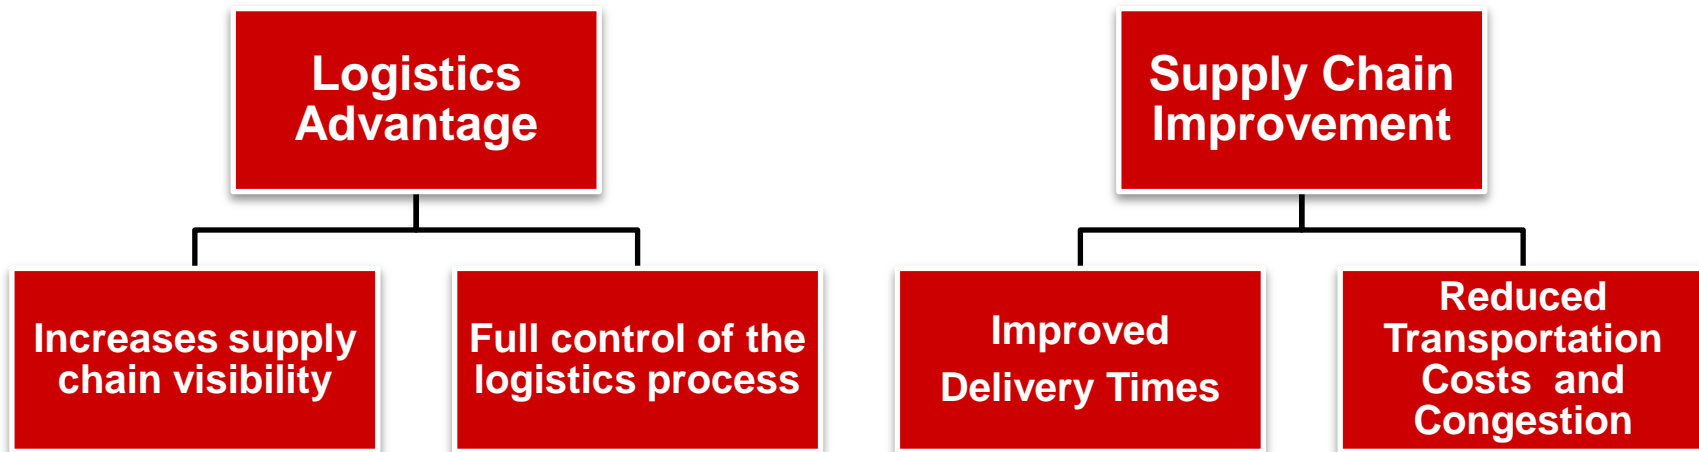 Logistics
Advantage
Supply Chain
Improvement
Increases supply
chain visibility
Full control of the
logistics process
Improved
Delivery Times
Reduced
Transportation
Costs and
Congestion